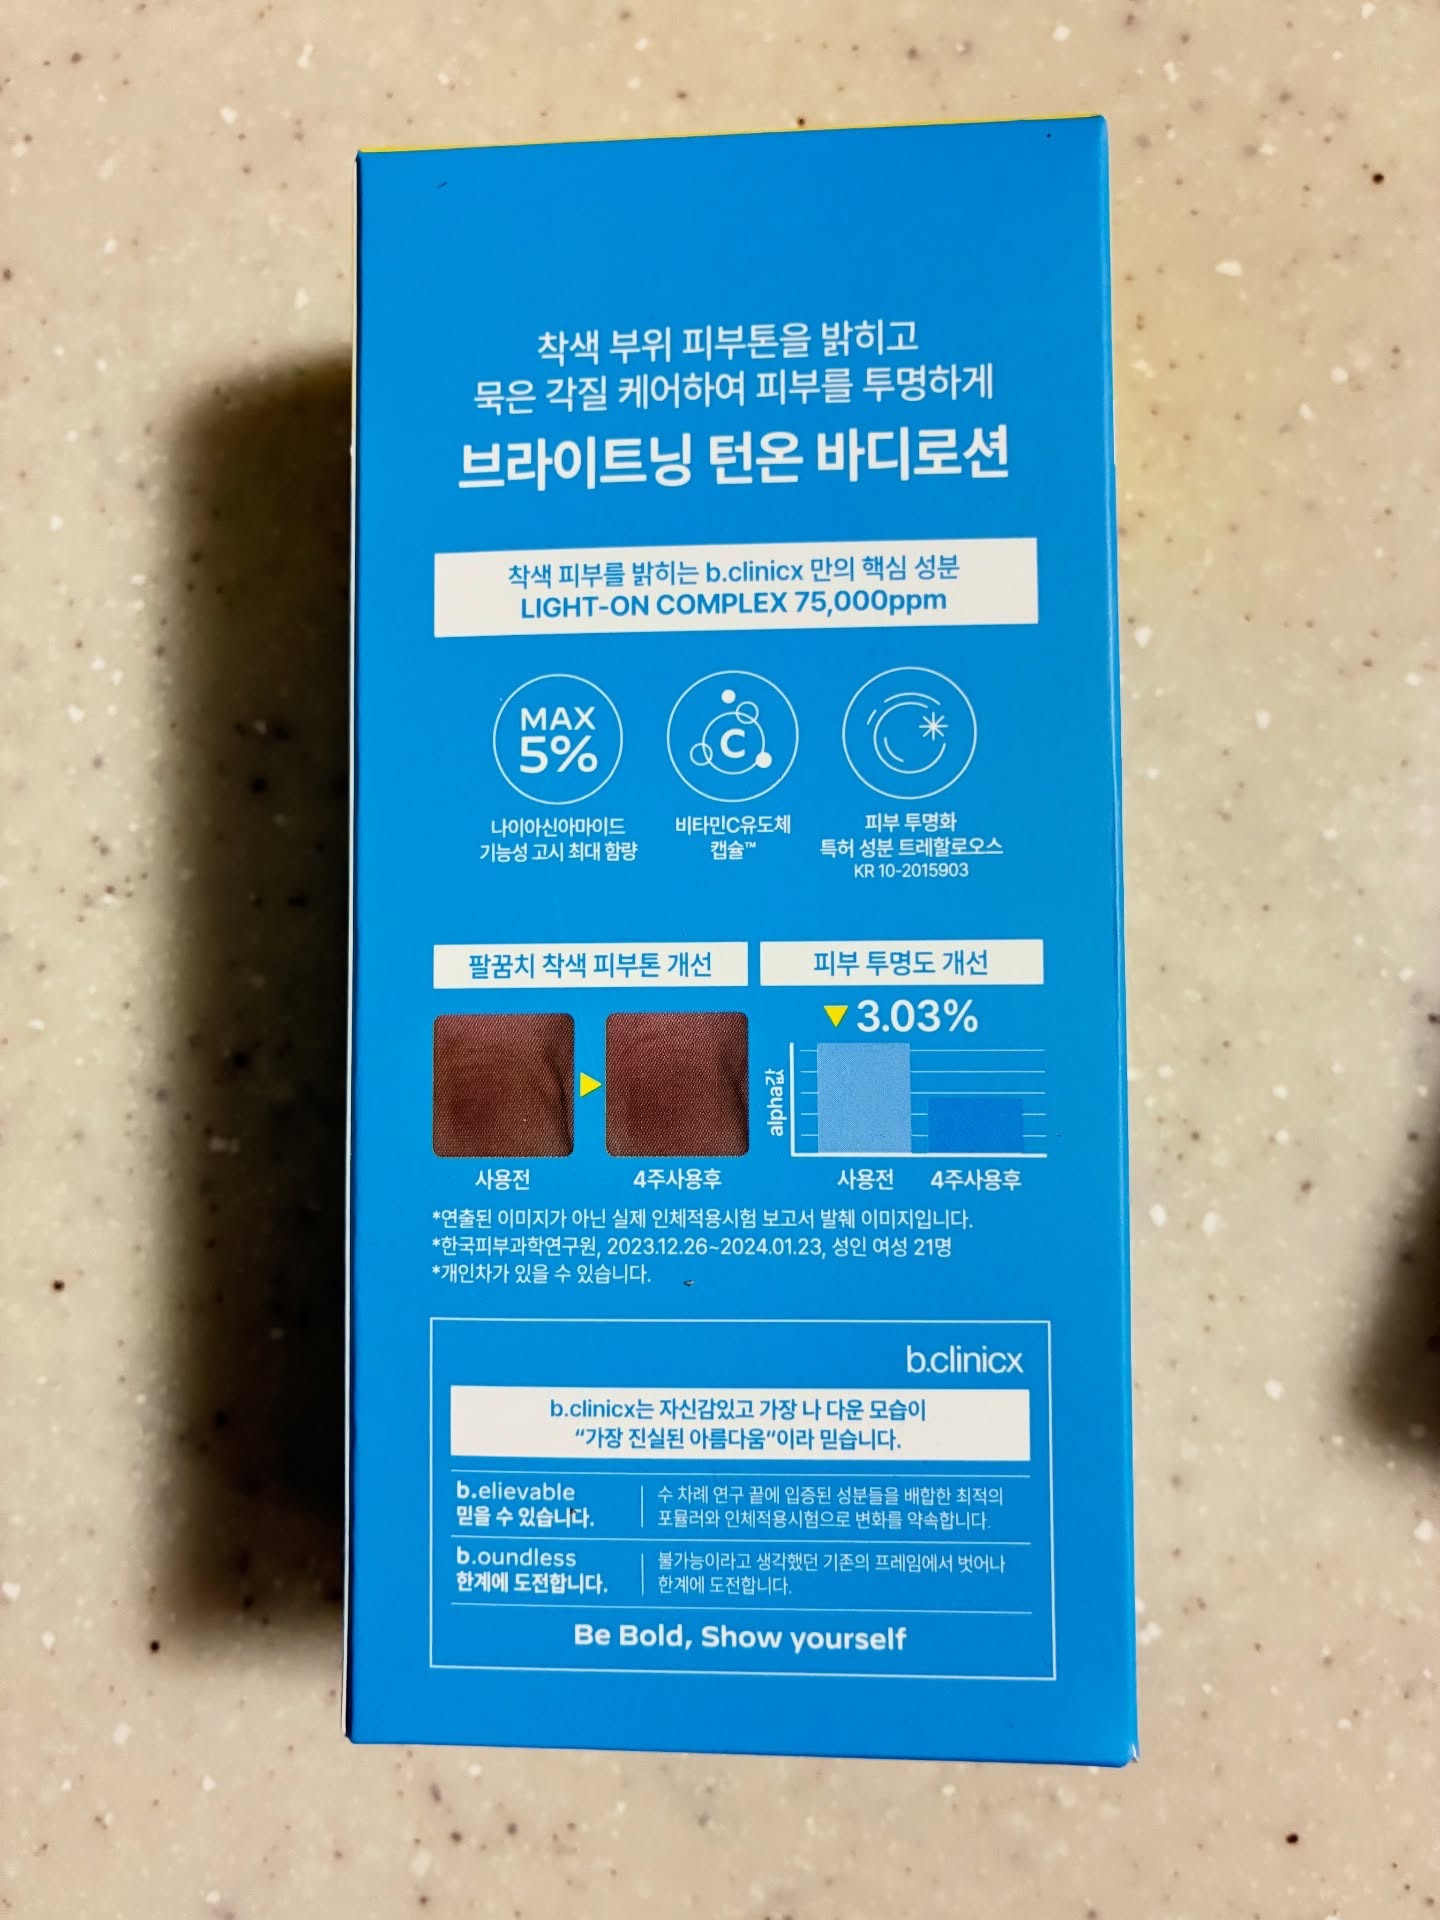 착색 부위 피부톤을 밝히고
묵은 각질 케어하여 피부를 투명하게
브라이트닝 턴온 바디로션
착색 피부를 밝히는 b.clinicx 만의 핵심 성분
LIGHT-ON COMPLEX 75,000ppm
MAX
5%
나이아신아마이드
기능성 고시 최대 함량
C
비타민C유도체
캡슐™
피부 투명화
특허 성분 트레할로오스
KR 10-2015903
팔꿈치 착색 피부톤 개선
사용전
4주사용후
피부 투명도 개선
▼3.03%
alpha값
사용전
4주사용후
*연출된 이미지가 아닌 실제 인체적용시험 보고서 발췌 이미지입니다.
*한국피부과학연구원, 2023.12.26~2024.01.23, 성인 여성 21명
*개인차가 있을 수 있습니다.
b.clinicx
b.clinicx는 자신감있고 가장 나 다운 모습이
“가장 진실된 아름다움”이라 믿습니다.
b.elievable
믿을 수 있습니다.
수 차례 연구 끝에 입증된 성분들을 배합한 최적의
포뮬러와 인체적용시험으로 변화를 약속합니다.
b.oundless
한계에 도전합니다.
불가능이라고 생각했던 기존의 프레임에서 벗어나
한계에 도전합니다.
Be Bold, Show yourself